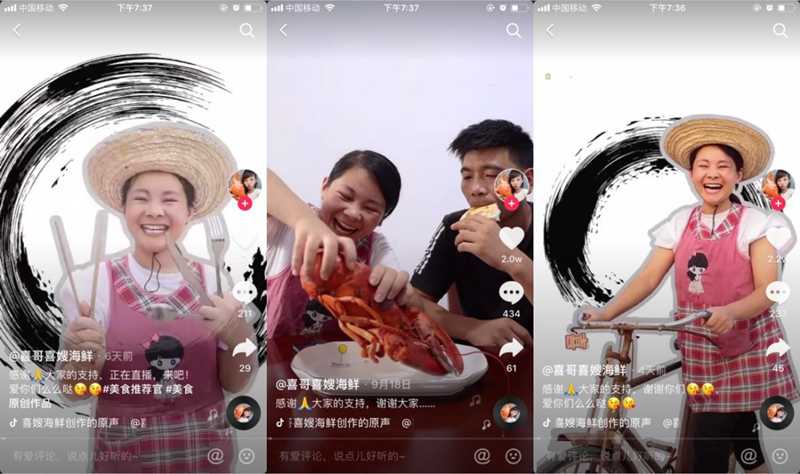 中国移动 下午7:37
211
29
@喜哥喜嫂海鲜 · 6天前
感谢🙏大家的支持、正在直播，来吧！
爱你们么么哒😘😘#美食推荐官 #美食
原创作品
喜嫂海鲜创作的原声 @
有爱评论，说点儿好听的~
中国移动 下午7:37
2.0w
434
61
@喜哥喜嫂海鲜 · 9月18日
感谢🙏大家的支持，谢谢大家......
喜嫂海鲜创作的原声 @
有爱评论，说点儿好听的~
中国移动 下午7:36
46
@喜哥喜嫂海鲜 · 4天前
感谢🙏大家的支持，谢谢你们😘😘、
爱你们么么哒😘😘
喜嫂海鲜创作的原声
有爱评论，说点儿好听的~